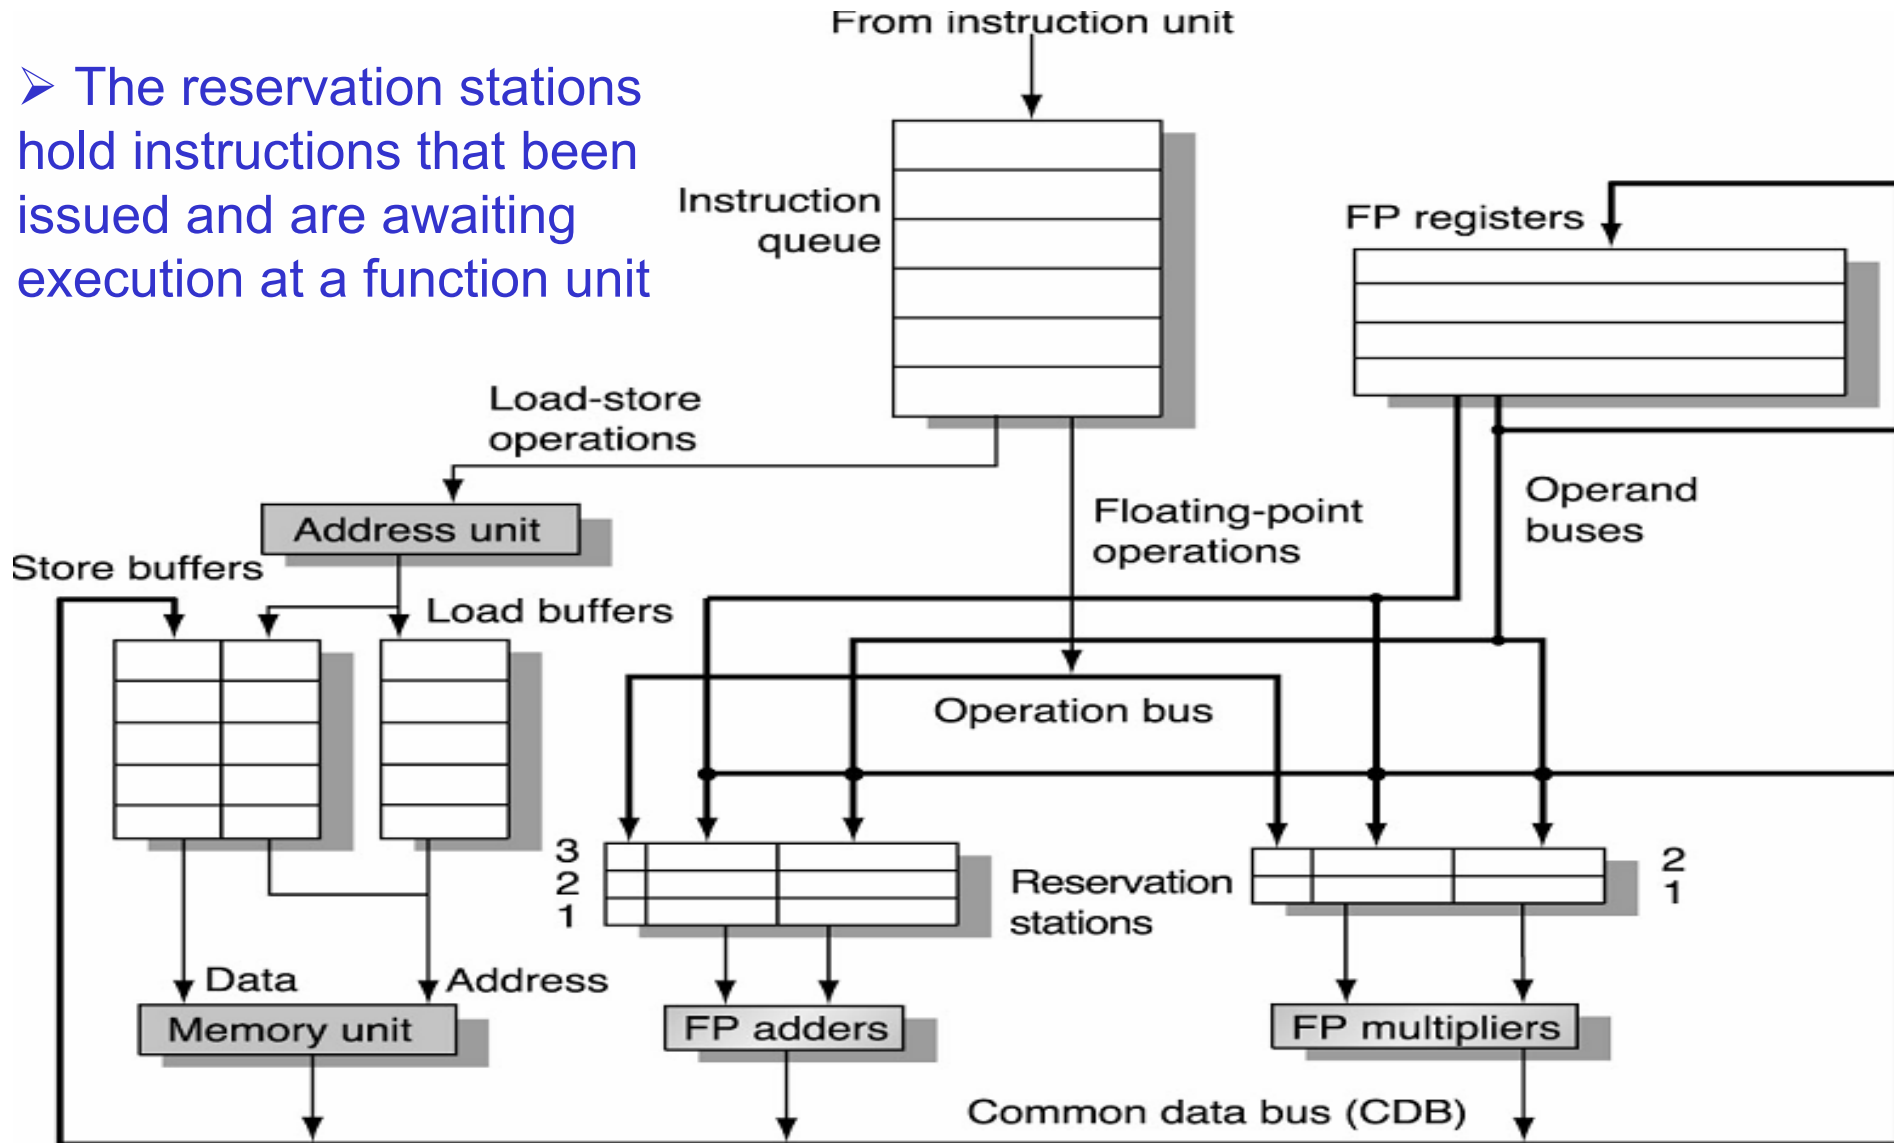 From instruction unit
➢ The reservation stations
hold instructions that been
issued and are awaiting
execution at a function unit
Instruction
queue
FP registers
Load-store
operations
Operand
buses
Floating-point
operations
Address unit
Store buffers
Load buffers
Operation bus
3
2
1
Reservation
stations
2
1
Data
Address
Memory unit
FP adders
FP multipliers
Common data bus (CDB)